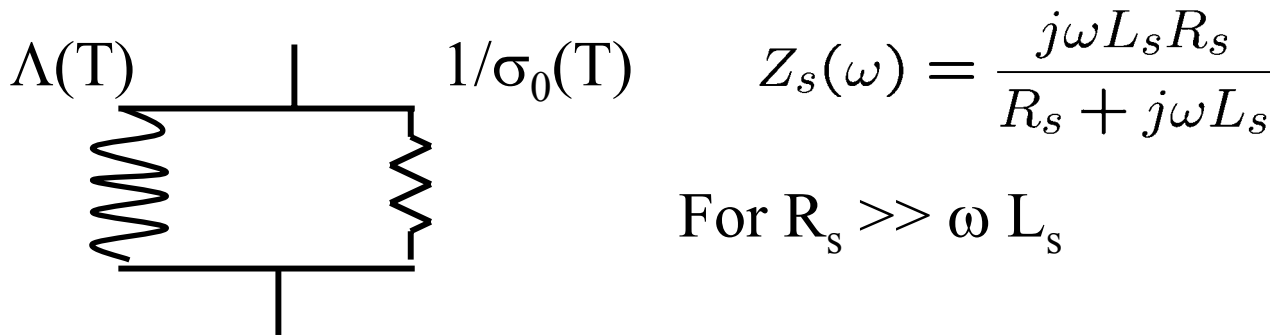 Λ(T)
1/σ₀(T)
Zₛ(ω) = jωLₛRₛ / (Rₛ + jωLₛ)
For Rₛ >> ω Lₛ